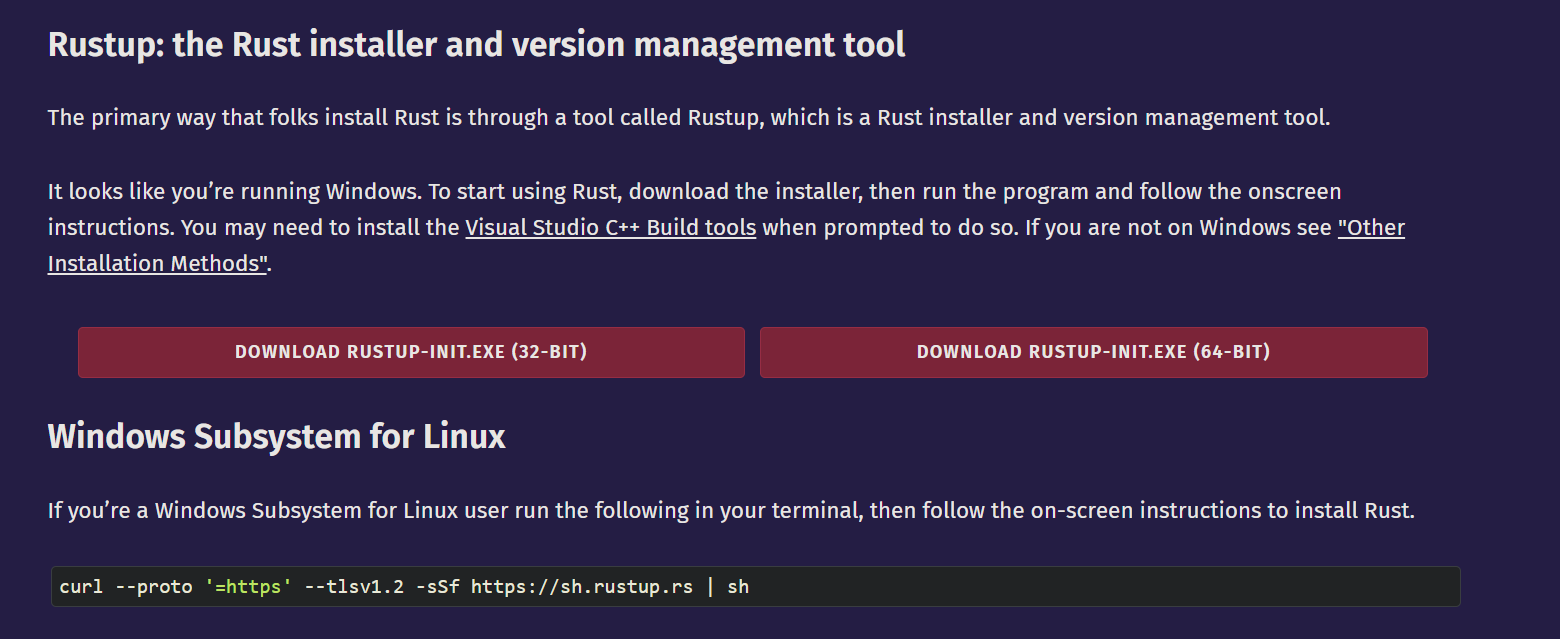 Rustup: the Rust installer and version management tool
The primary way that folks install Rust is through a tool called Rustup, which is a Rust installer and version management tool.
It looks like you’re running Windows. To start using Rust, download the installer, then run the program and follow the onscreen
instructions. You may need to install the Visual Studio C++ Build tools when prompted to do so. If you are not on Windows see "Other
Installation Methods".
DOWNLOAD RUSTUP-INIT.EXE (32-BIT)
DOWNLOAD RUSTUP-INIT.EXE (64-BIT)
Windows Subsystem for Linux
If you’re a Windows Subsystem for Linux user run the following in your terminal, then follow the on-screen instructions to install Rust.
curl --proto '=https' --tlsv1.2 -sSf https://sh.rustup.rs | sh